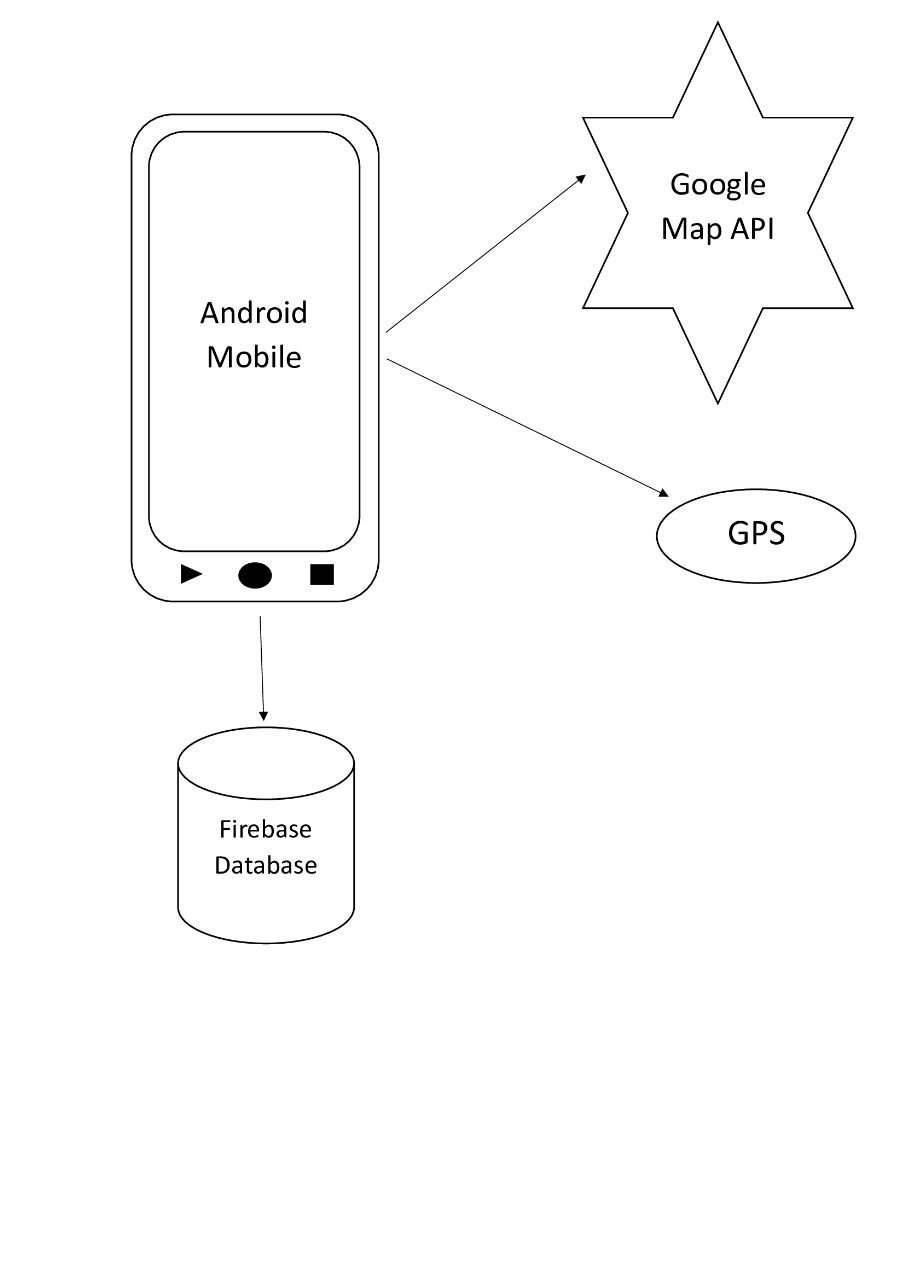 Google
Map API
Android
Mobile
GPS
Firebase
Database